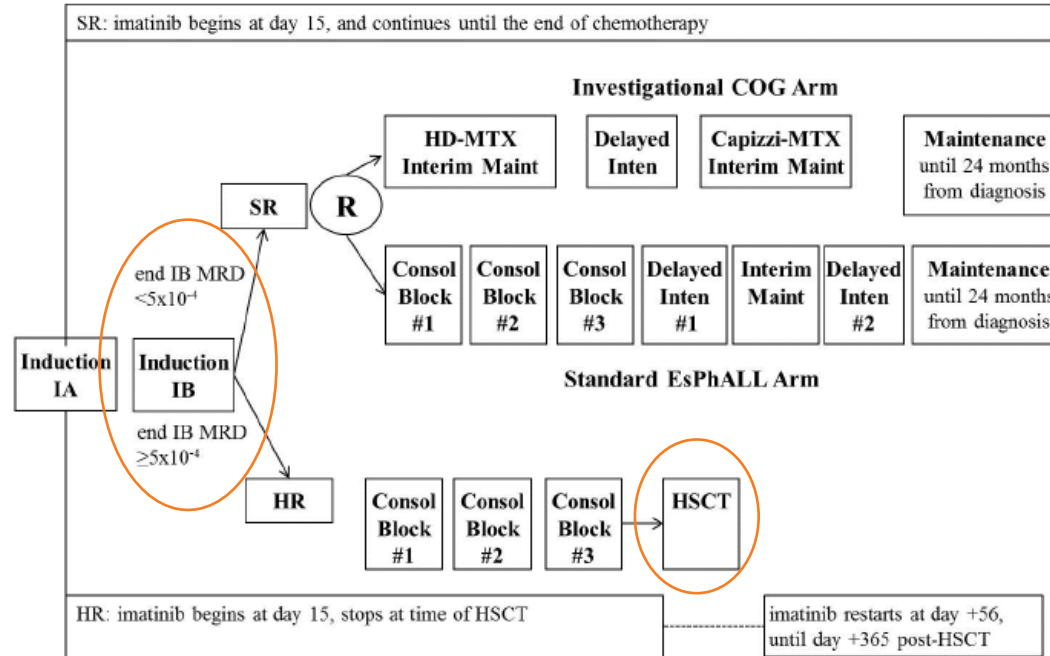 SR: imatinib begins at day 15, and continues until the end of chemotherapy
Investigational COG Arm
HD-MTX
Interim Maint
Delayed
Inten
Capizzi-MTX
Interim Maint
Maintenance
until 24 months
from diagnosis
SR
R
end IB MRD
<5x10⁻⁴
Consol
Block
#1
Consol
Block
#2
Consol
Block
#3
Delayed
Inten
#1
Interim
Maint
Delayed
Inten
#2
Maintenance
until 24 months
from diagnosis
Induction
IA
Induction
IB
Standard EsPhALL Arm
end IB MRD
≥5x10⁻⁴
HR
Consol
Block
#1
Consol
Block
#2
Consol
Block
#3
HSCT
HR: imatinib begins at day 15, stops at time of HSCT
imatinib restarts at day +56,
until day +365 post-HSCT